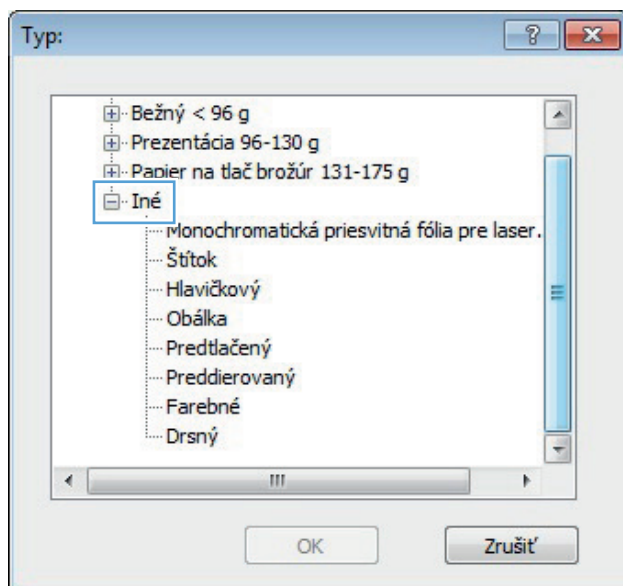 Typ:
Bežný < 96 g
Prezentácia 96-130 g
Papier na tlač brožúr 131-175 g
Iné
Monochromatická priesvitná fólia pre laser.
Štítok
Hlavičkový
Obálka
Predtlačený
Preddierovaný
Farebné
Drsný
OK
Zrušiť